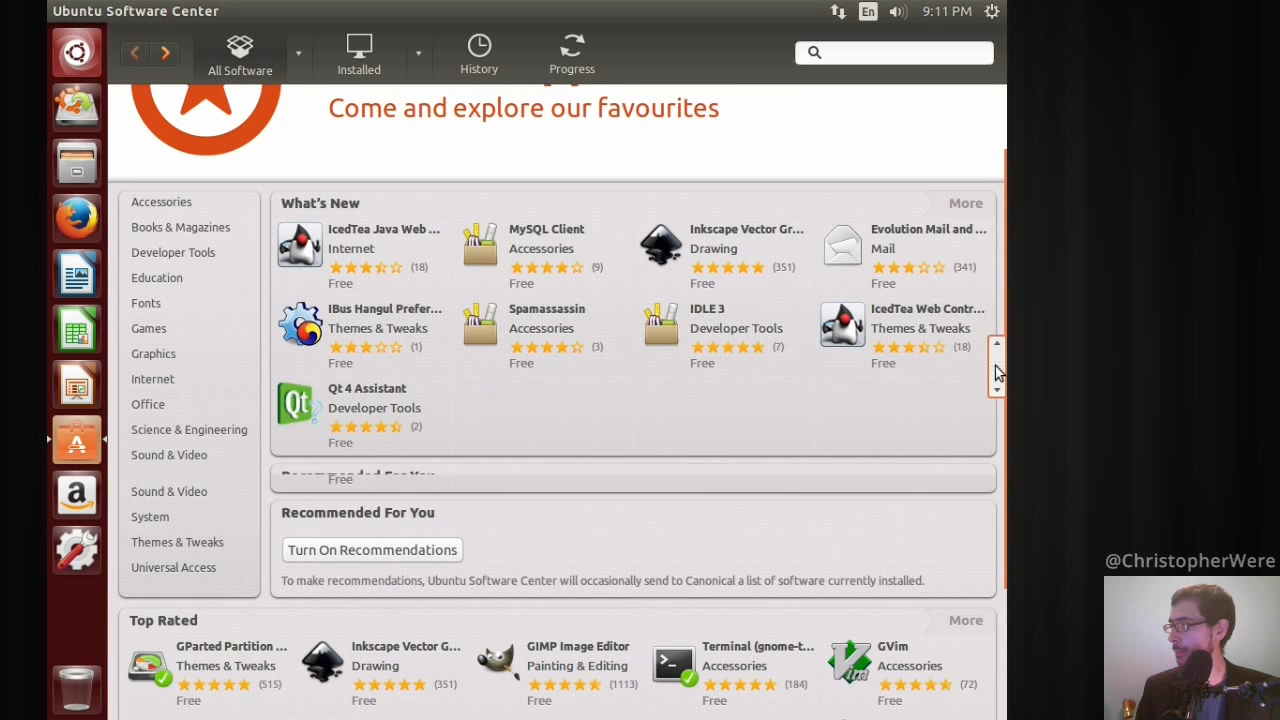 Ubuntu Software Center
En
9:11 PM
All Software
Installed
History
Progress
Come and explore our favourites
Accessories
Books & Magazines
Developer Tools
Education
Fonts
Games
Graphics
Internet
Office
Science & Engineering
Sound & Video
Sound & Video
System
Themes & Tweaks
Universal Access
What's New
More
IcedTea Java Web ...
Internet
(18)
Free
MySQL Client
Accessories
(9)
Free
Inkscape Vector Gr...
Drawing
(351)
Free
Evolution Mail and ...
Mail
(341)
Free
IBus Hangul Prefer...
Themes & Tweaks
(1)
Free
Spamassassin
Accessories
(3)
Free
IDLE 3
Developer Tools
(7)
Free
IcedTea Web Contr...
Themes & Tweaks
(18)
Free
Qt 4 Assistant
Developer Tools
(2)
Free
Qt
Recommended For You
Free
Recommended For You
Turn On Recommendations
To make recommendations, Ubuntu Software Center will occasionally send to Canonical a list of software currently installed.
Top Rated
More
GParted Partition ...
Themes & Tweaks
(515)
Free
Inkscape Vector G...
Drawing
(351)
Free
GIMP Image Editor
Painting & Editing
(1113)
Free
Terminal (gnome-t...
Accessories
(184)
Free
GVim
Accessories
(72)
Free
@ChristopherWere